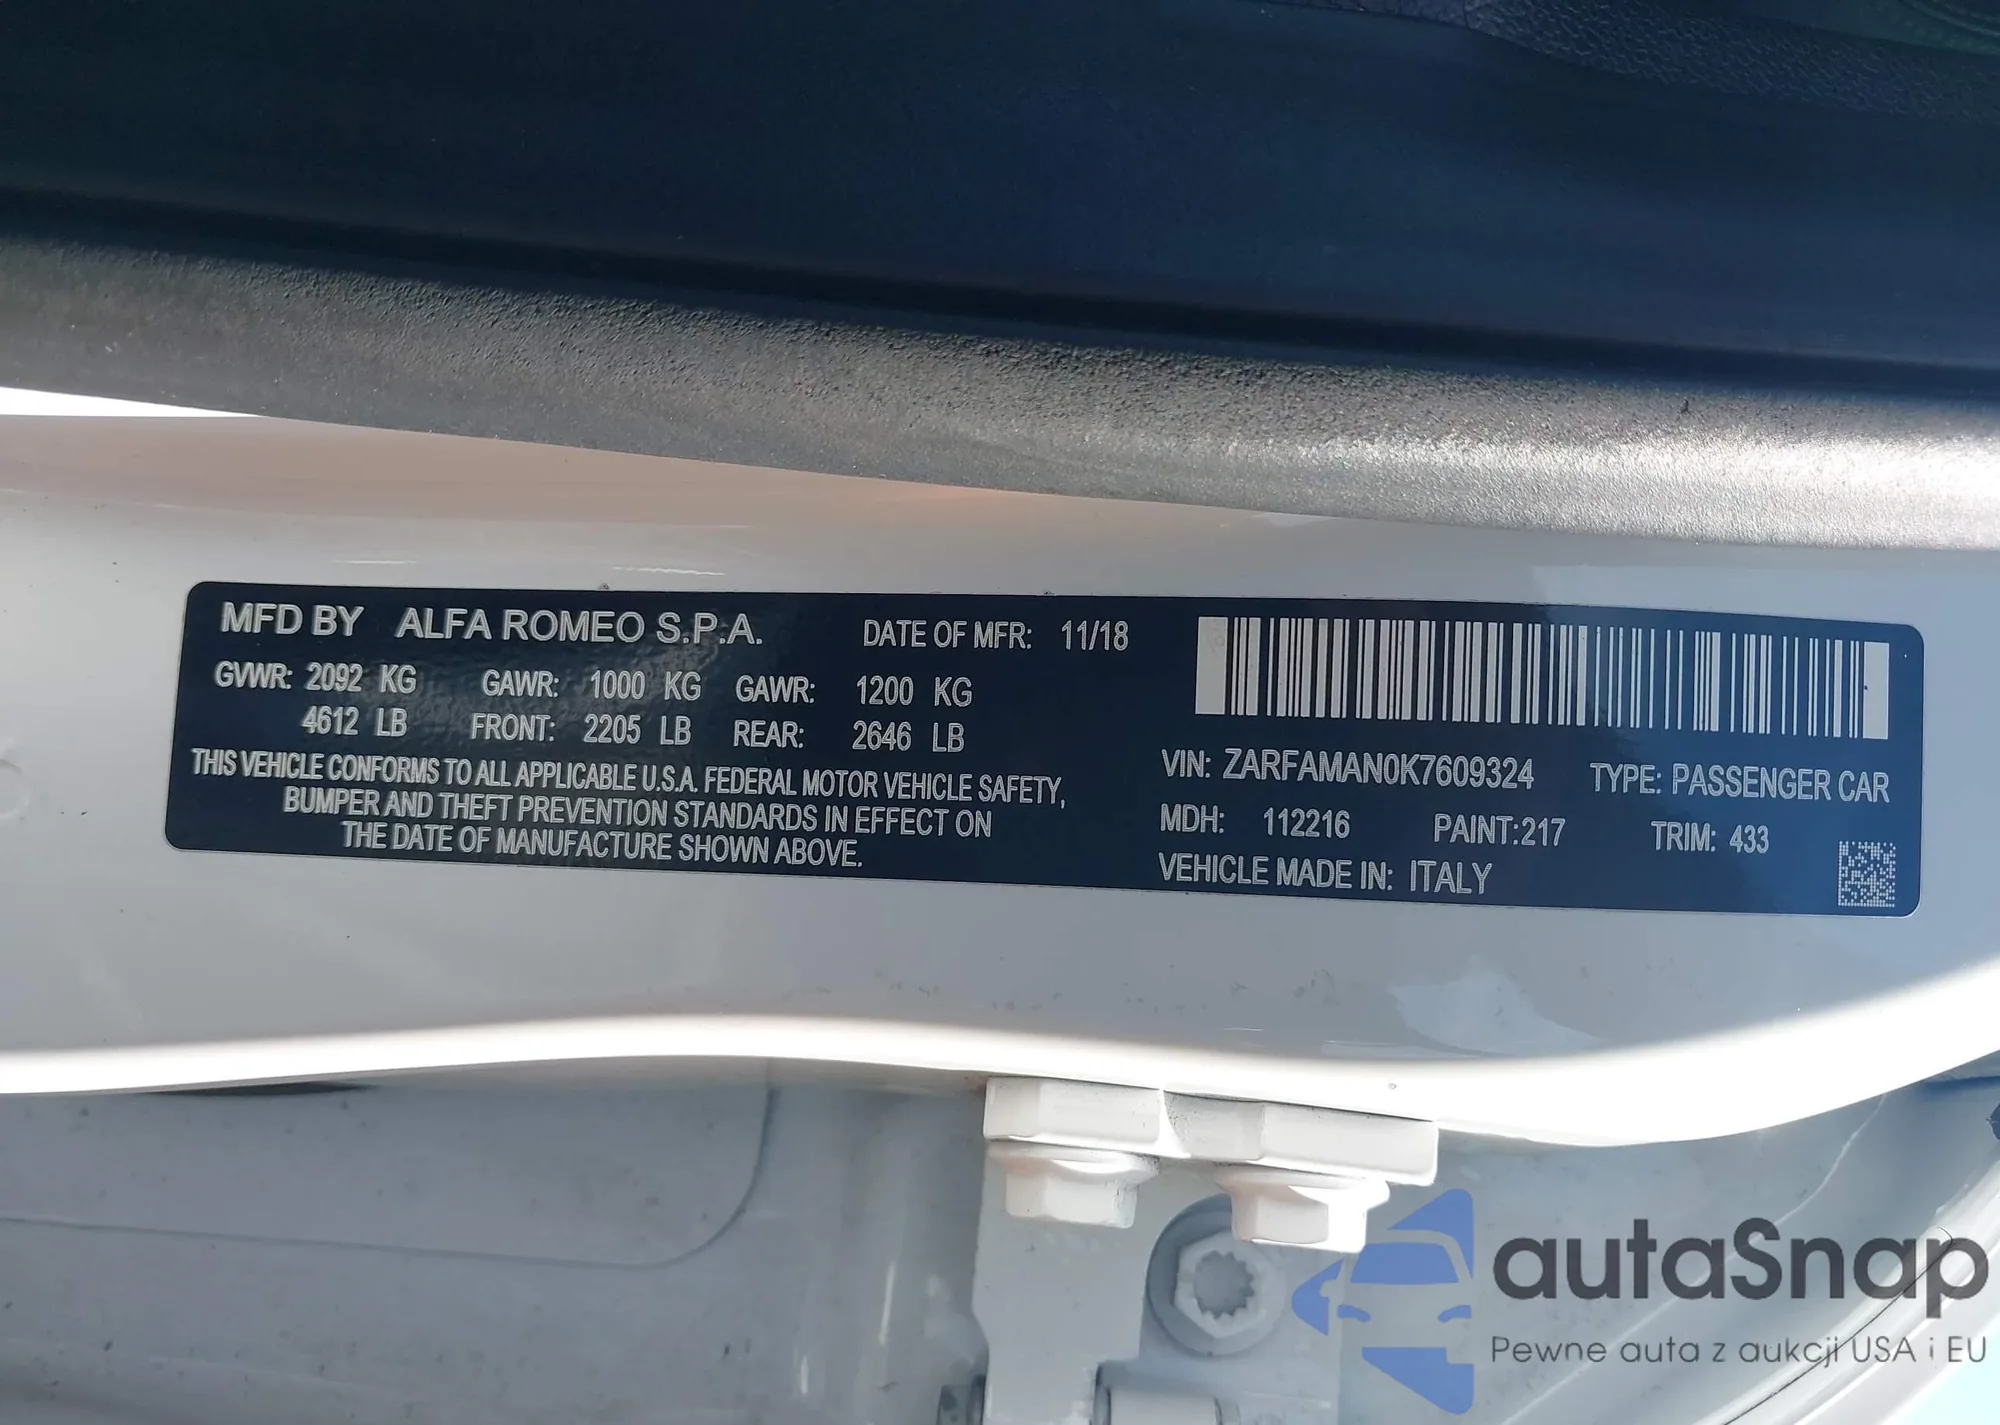 MFD BY ALFA ROMEO S.P.A. DATE OF MFR: 11/18
GVWR: 2092 KG GAWR: 1000 KG GAWR: 1200 KG
4612 LB FRONT: 2205 LB REAR: 2646 LB
THIS VEHICLE CONFORMS TO ALL APPLICABLE U.S.A. FEDERAL MOTOR VEHICLE SAFETY,
BUMPER AND THEFT PREVENTION STANDARDS IN EFFECT ON
THE DATE OF MANUFACTURE SHOWN ABOVE.
VIN: ZARFAMAN0K7609324 TYPE: PASSENGER CAR
MDH: 112216 PAINT:217 TRIM: 433
VEHICLE MADE IN: ITALY
autaSnap
Pewne auta z aukcji USA i EU